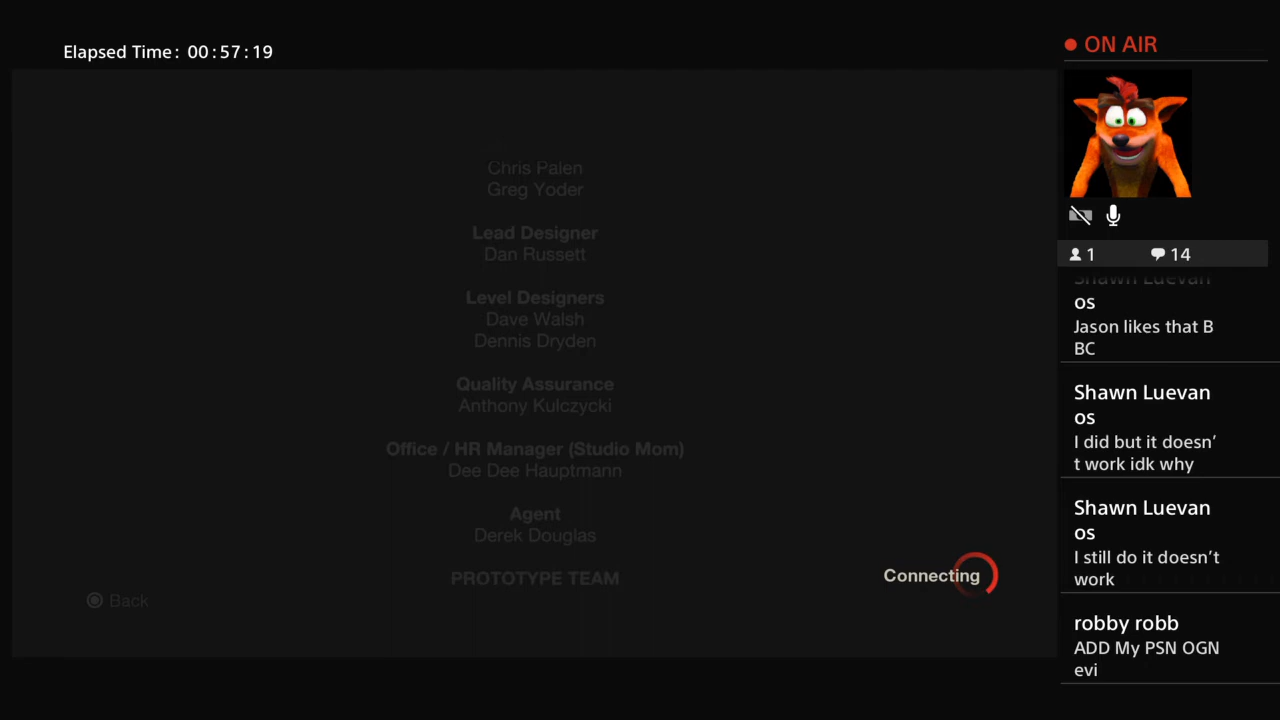 Elapsed Time: 00:57:19
Chris Palen
Greg Yoder
Lead Designer
Dan Russett
Level Designers
Dave Walsh
Dennis Dryden
Quality Assurance
Anthony Kulczycki
Office / HR Manager (Studio Mom)
Dee Dee Hauptmann
Agent
Derek Douglas
PROTOTYPE TEAM
Connecting
Back
ON AIR
1
14
Shawn Luevan
os
Jason likes that B
BC
Shawn Luevan
os
I did but it doesn'
t work idk why
Shawn Luevan
os
I still do it doesn't
work
robby robb
ADD My PSN OGN
evi